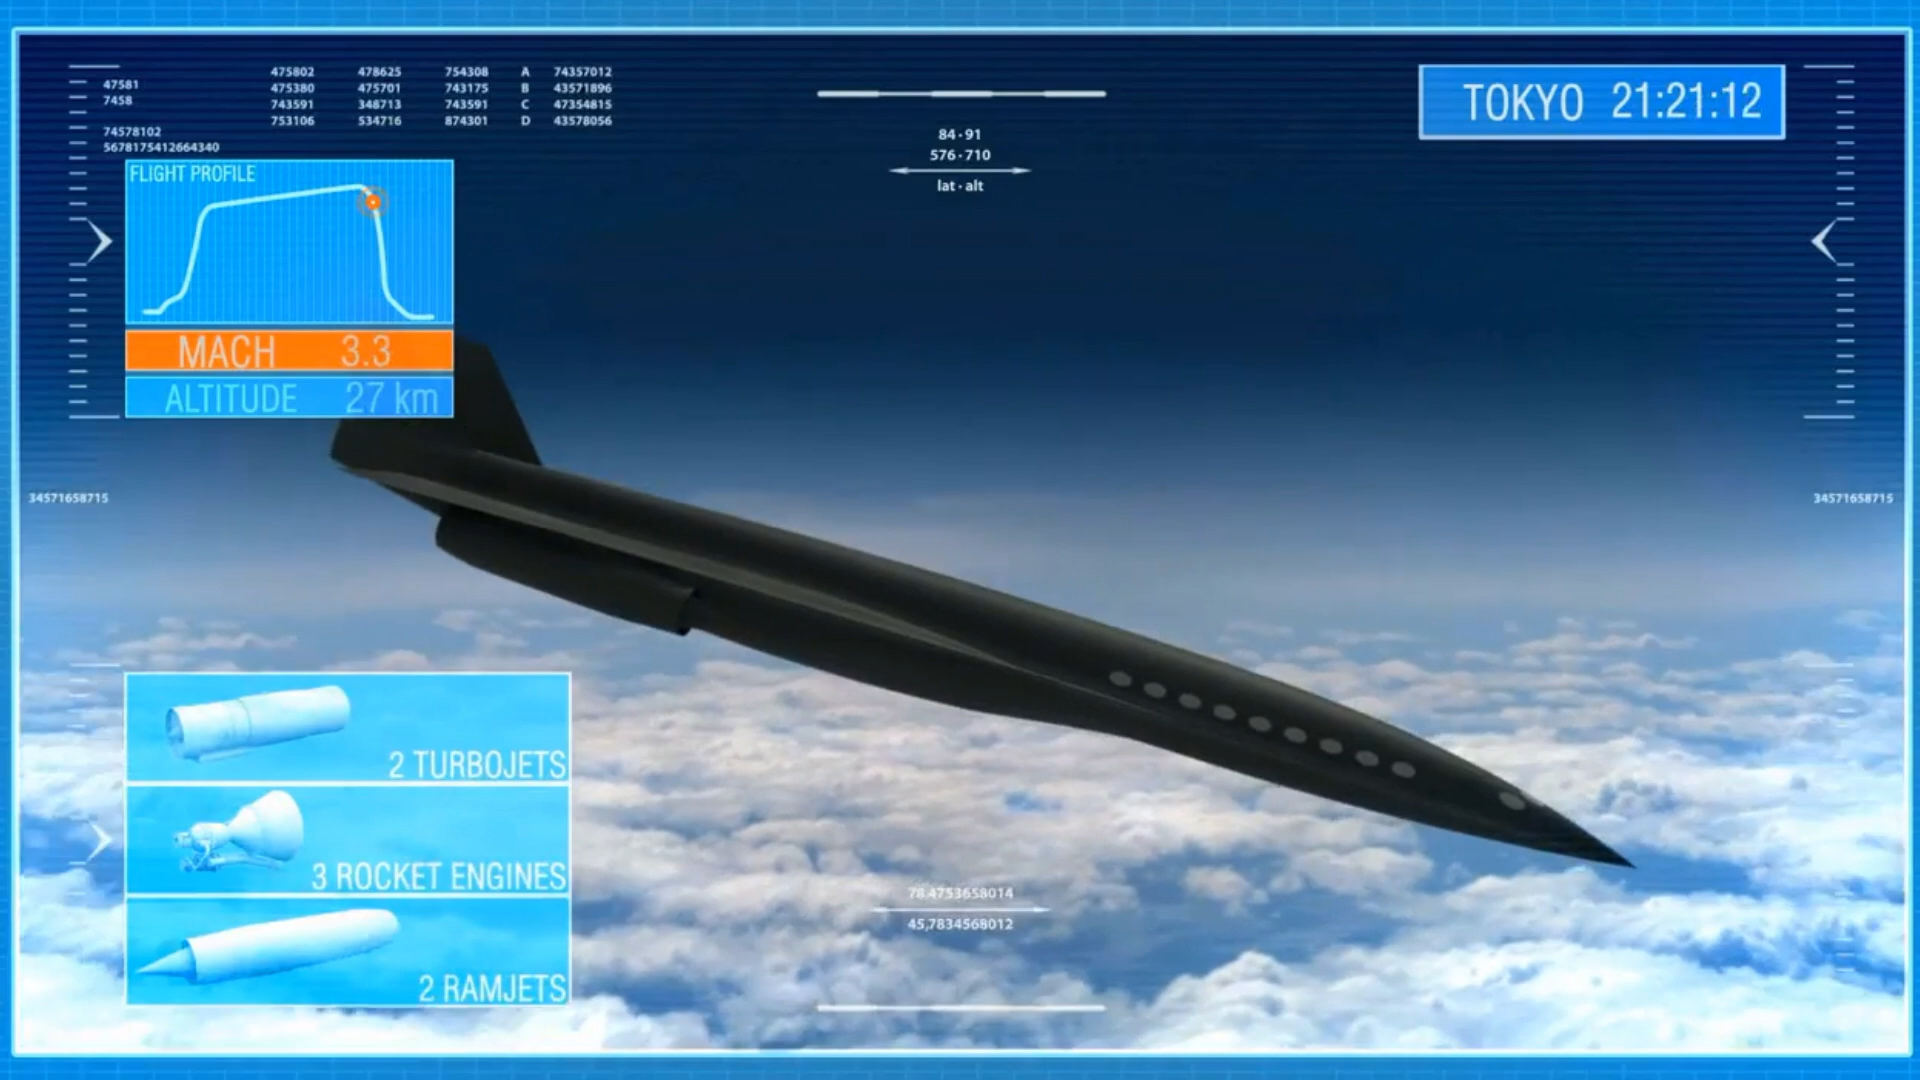 475802 478625 754308 A 74357012
475380 475701 743175 B 43571896
743591 348713 743591 C 47354815
753106 534716 874301 D 43578056
47581
7458
74578102
5678175412664340
84·91
576·710
lat·alt
TOKYO 21:21:12
FLIGHT PROFILE
MACH 3.3
ALTITUDE 27 km
34571658715
34571658715
2 TURBOJETS
3 ROCKET ENGINES
2 RAMJETS
78.4753658014
45,7834568012